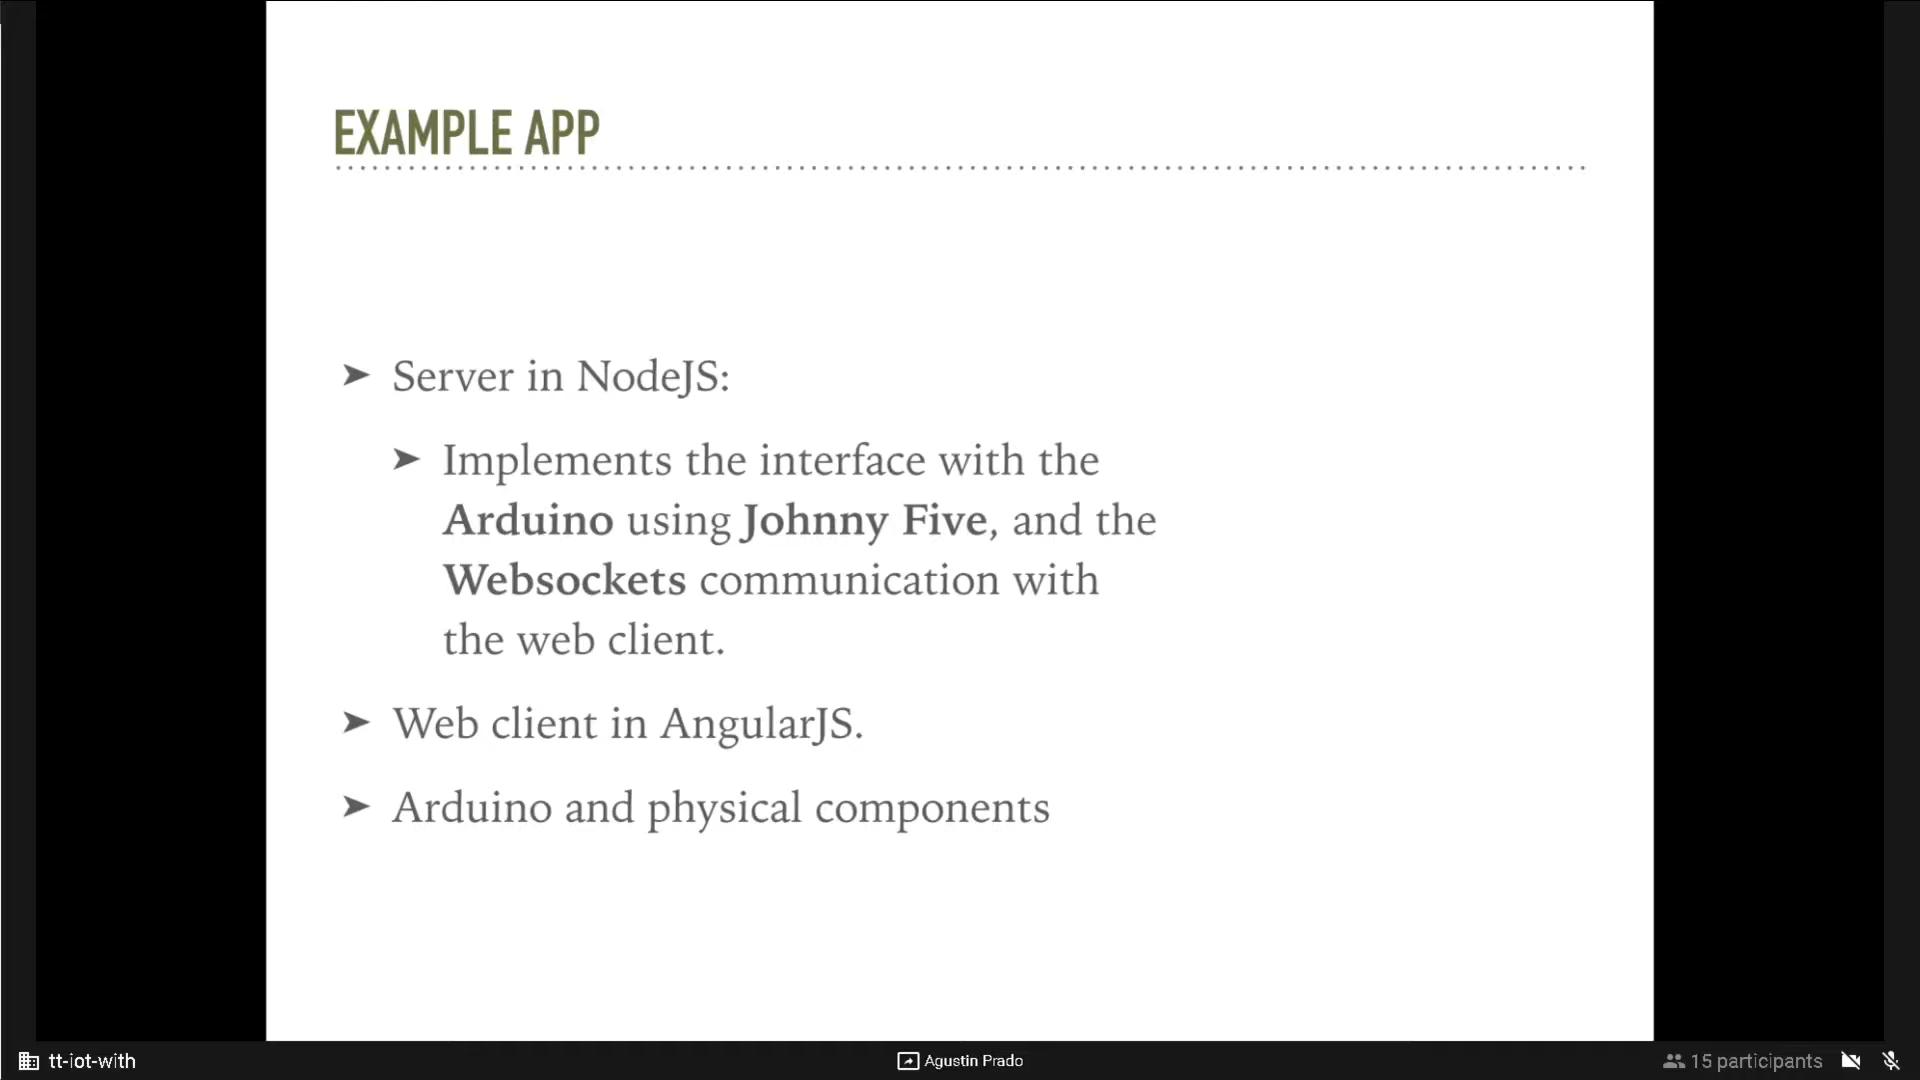 EXAMPLE APP
➤ Server in NodeJS:
➤ Implements the interface with the
Arduino using Johnny Five, and the
Websockets communication with
the web client.
➤ Web client in AngularJS.
➤ Arduino and physical components
tt-iot-with
Agustin Prado
15 participants